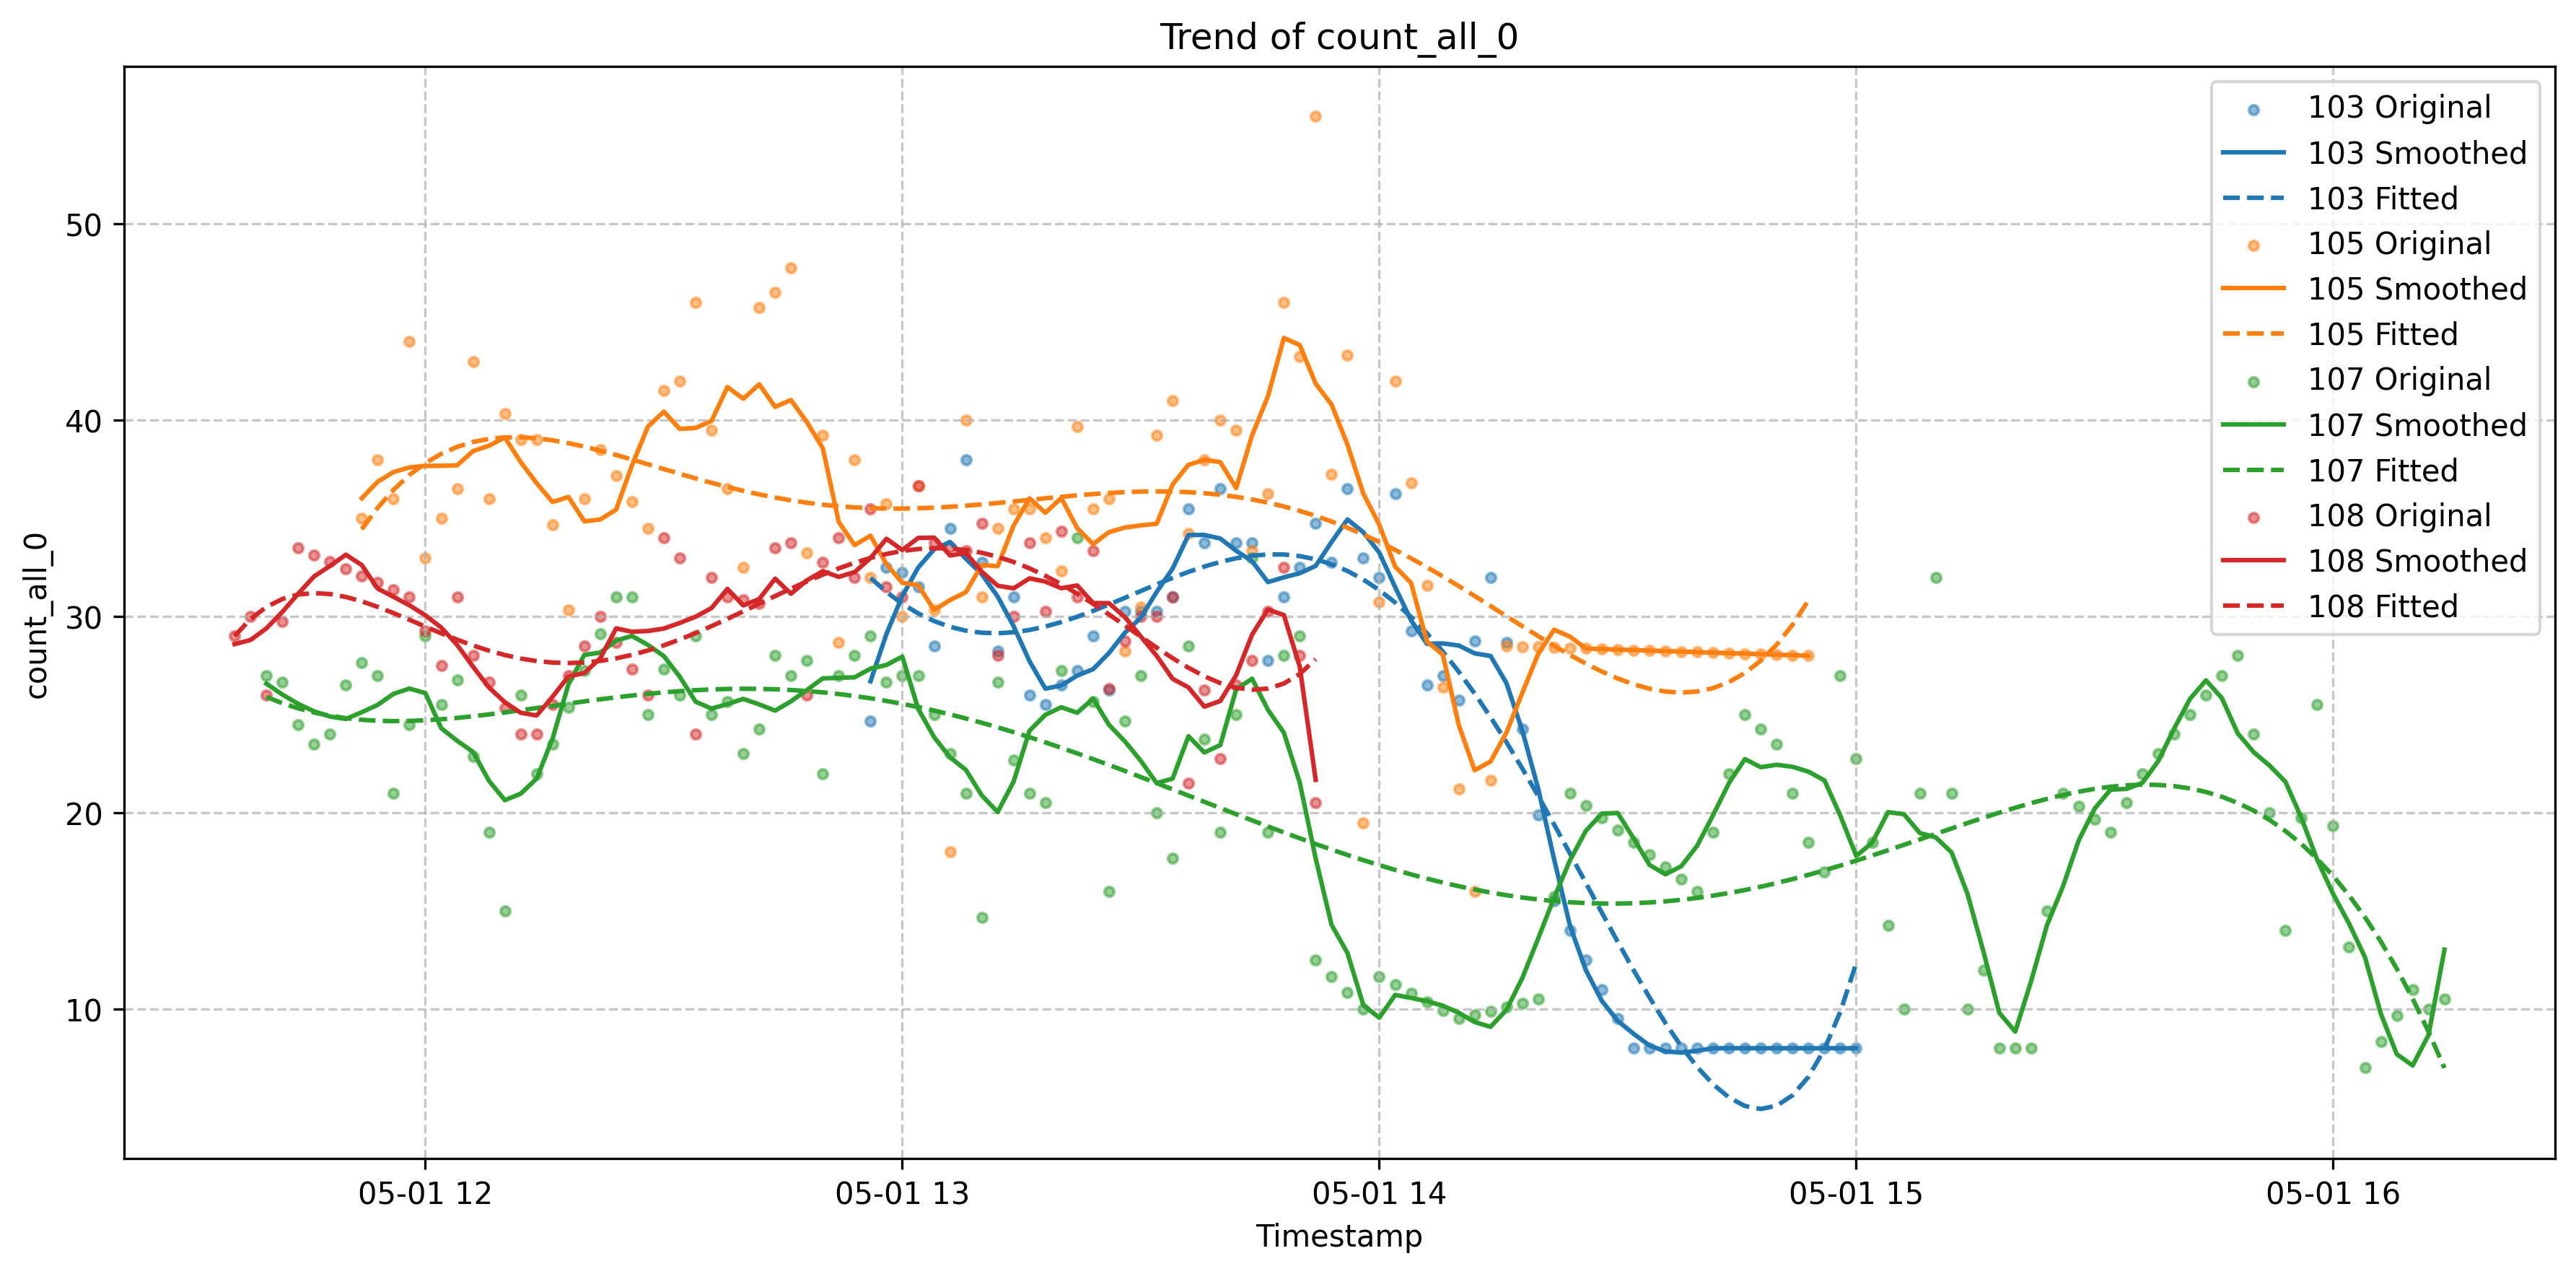 Trend of count_all_0
count_all_0
50
40
30
20
10
05-01 12
05-01 13
05-01 14
05-01 15
05-01 16
Timestamp
103 Original
103 Smoothed
103 Fitted
105 Original
105 Smoothed
105 Fitted
107 Original
107 Smoothed
107 Fitted
108 Original
108 Smoothed
108 Fitted